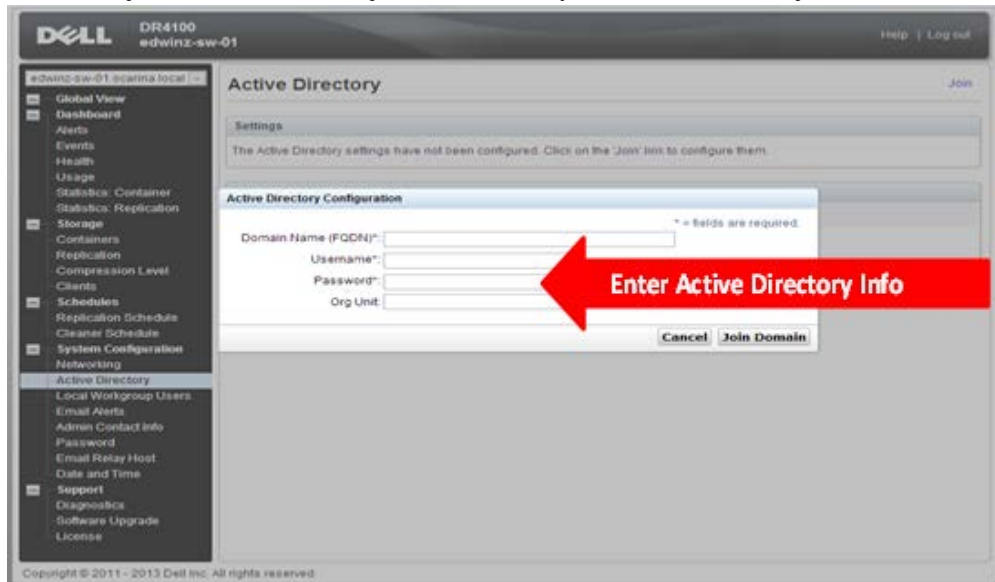 DELL
DR4100
edwinz-sw-01
Help | Log out
edwinz-sw-01.ocarina.local
Global View
Dashboard
Alerts
Events
Health
Usage
Statistics: Container
Statistics: Replication
Storage
Containers
Replication
Compression Level
Clients
Schedules
Replication Schedule
Cleaner Schedule
System Configuration
Networking
Active Directory
Local Workgroup Users
Email Alerts
Admin Contact Info
Password
Email Relay Host
Date and Time
Support
Diagnostics
Software Upgrade
License
Active Directory
Join
Settings
The Active Directory settings have not been configured. Click on the 'Join' link to configure them.
Active Directory Configuration
* = fields are required.
Domain Name (FQDN)*:
Username*:
Password*:
Org Unit:
Enter Active Directory Info
Cancel
Join Domain
Copyright © 2011 - 2013 Dell Inc. All rights reserved.